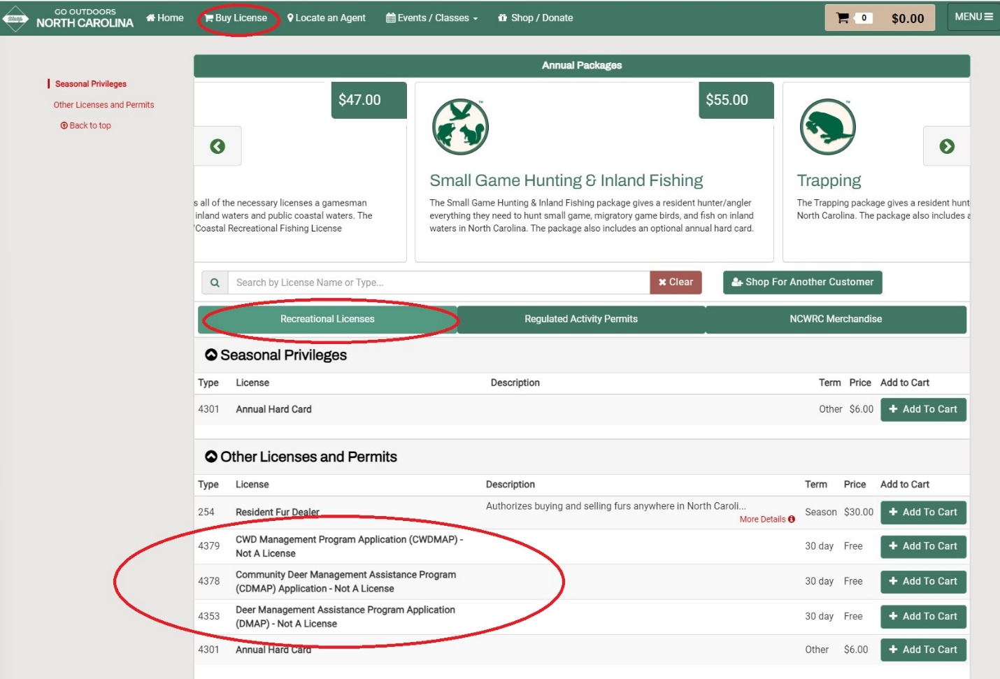 GO OUTDOORS
NORTH CAROLINA
Home
Buy License
Locate an Agent
Events / Classes
Shop / Donate
0
$0.00
MENU
Seasonal Privileges
Other Licenses and Permits
Back to top
Annual Packages
$47.00
s all of the necessary licenses a gamesman
inland waters and public coastal waters. The
/Coastal Recreational Fishing License
$55.00
Small Game Hunting & Inland Fishing
The Small Game Hunting & Inland Fishing package gives a resident hunter/angler
everything they need to hunt small game, migratory game birds, and fish on inland
waters in North Carolina. The package also includes an optional annual hard card.
Trapping
The Trapping package gives a resident hunt
North Carolina. The package also includes a
Search by License Name or Type...
Clear
Shop For Another Customer
Recreational Licenses
Regulated Activity Permits
NCWRC Merchandise
Seasonal Privileges
Type License Description Term Price Add to Cart
4301 Annual Hard Card Other $6.00 Add To Cart
Other Licenses and Permits
Type License Description Term Price Add to Cart
254 Resident Fur Dealer Authorizes buying and selling furs anywhere in North Caroli... Season $30.00 Add To Cart
More Details
4379 CWD Management Program Application (CWDMAP) - 30 day Free Add To Cart
Not A License
4378 Community Deer Management Assistance Program 30 day Free Add To Cart
(CDMAP) Application - Not A License
4353 Deer Management Assistance Program Application 30 day Free Add To Cart
(DMAP) - Not A License
4301 Annual Hard Card Other $6.00 Add To Cart